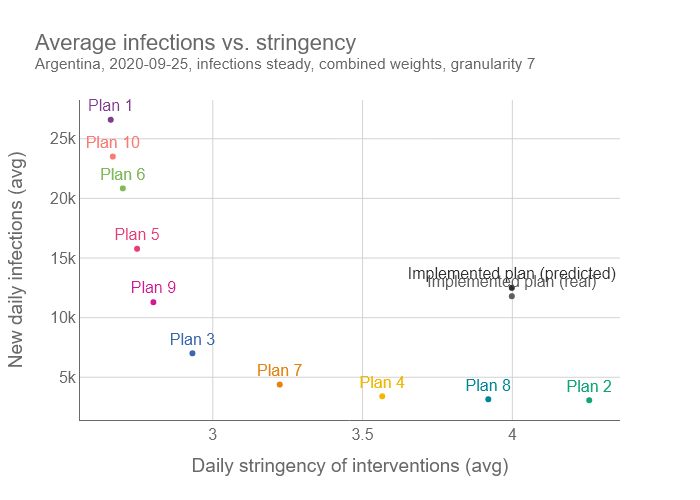 Average infections vs. stringency
Argentina, 2020-09-25, infections steady, combined weights, granularity 7
Plan 1
25k
Plan 10
Plan 6
20k
Plan 5
15k
Implemented plan (predicted)
Implemented plan (real)
Plan 9
10k
Plan 3
Plan 7
Plan 4
Plan 8
Plan 2
5k
3
3.5
4
New daily infections (avg)
Daily stringency of interventions (avg)